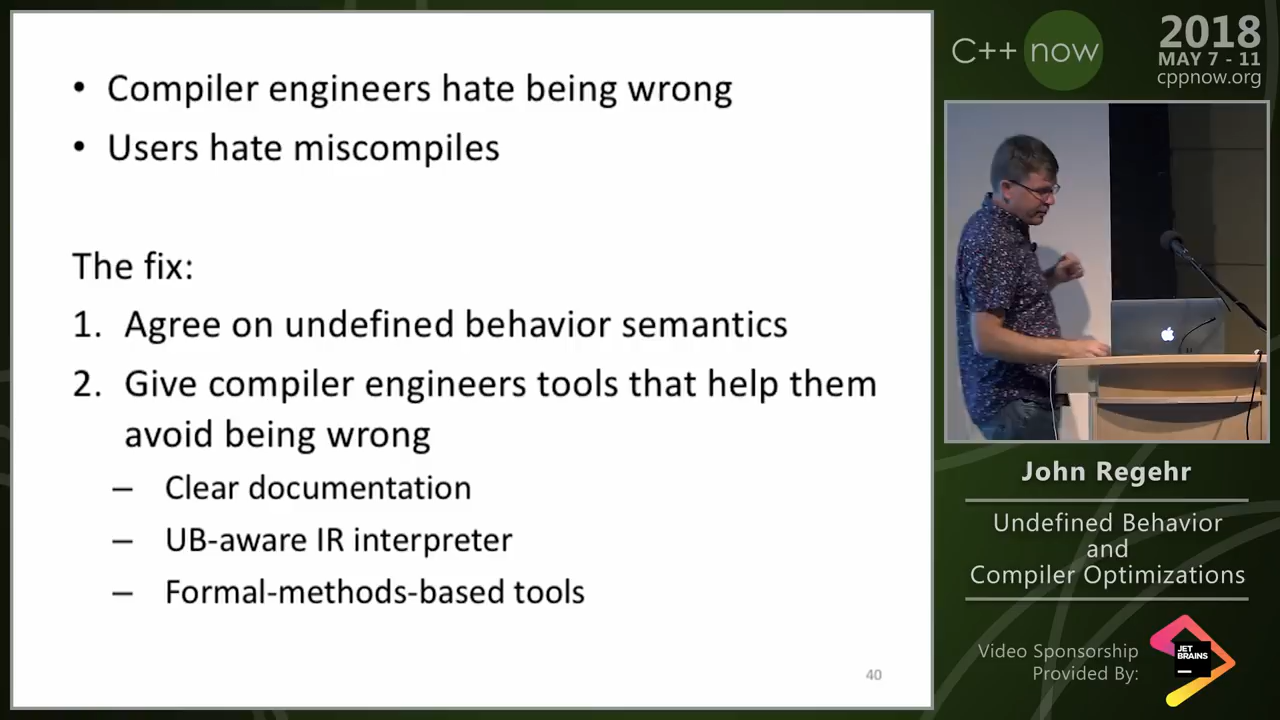 • Compiler engineers hate being wrong
• Users hate miscompiles
The fix:
1. Agree on undefined behavior semantics
2. Give compiler engineers tools that help them
avoid being wrong
– Clear documentation
– UB-aware IR interpreter
– Formal-methods-based tools
40
C++ now
2018
MAY 7 - 11
cppnow.org
John Regehr
Undefined Behavior
and
Compiler Optimizations
Video Sponsorship
Provided By:
JET
BRAINS